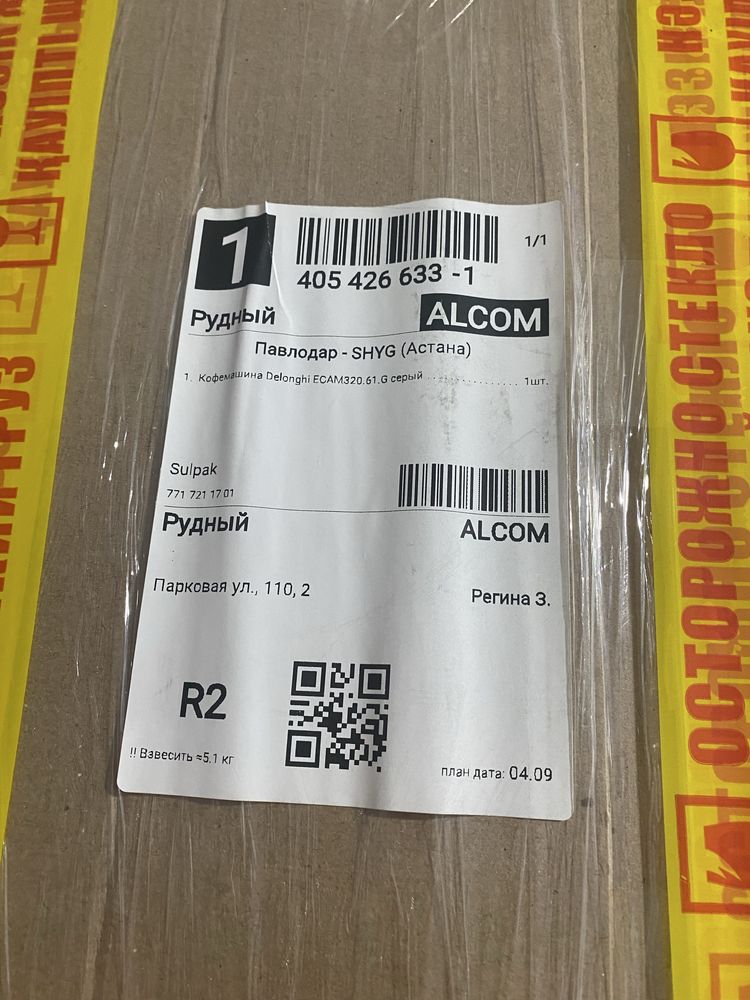 1
1/1
405 426 633 -1
Рудный
ALCOM
Павлодар - SHYG (Астана)
1. Кофемашина Delonghi ECAM320.61.G серый ................ 1шт.
Sulpak
771 721 17 01
Рудный
ALCOM
Парковая ул., 110, 2
Регина З.
R2
!! Взвесить ≈5.1 кг
план дата: 04.09
ОСТОРОЖНО СТЕКЛО